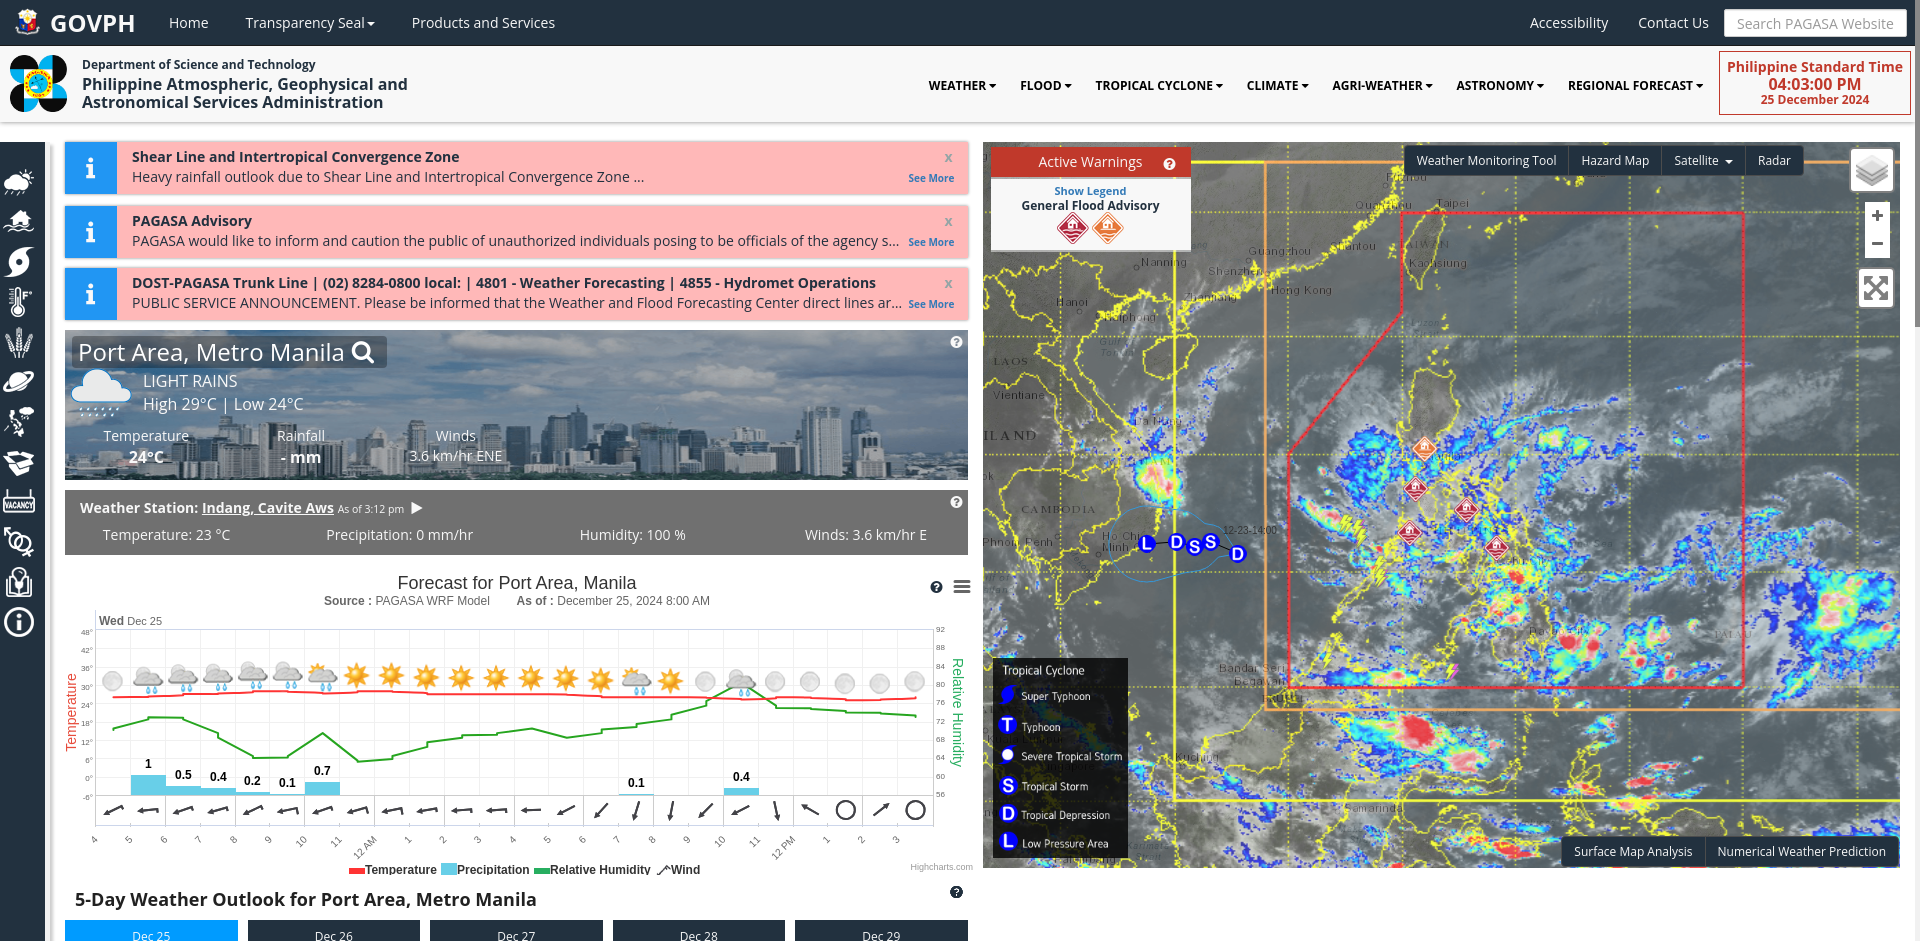 GOVPH
Home
Transparency Seal
Products and Services
Accessibility
Contact Us
Search PAGASA Website
Department of Science and Technology
Philippine Atmospheric, Geophysical and
Astronomical Services Administration
WEATHER
FLOOD
TROPICAL CYCLONE
CLIMATE
AGRI-WEATHER
ASTRONOMY
REGIONAL FORECAST
Philippine Standard Time
04:03:00 PM
25 December 2024
Shear Line and Intertropical Convergence Zone
x
Heavy rainfall outlook due to Shear Line and Intertropical Convergence Zone ...
See More
PAGASA Advisory
x
PAGASA would like to inform and caution the public of unauthorized individuals posing to be officials of the agency s...
See More
DOST-PAGASA Trunk Line | (02) 8284-0800 local: | 4801 - Weather Forecasting | 4855 - Hydromet Operations
x
PUBLIC SERVICE ANNOUNCEMENT. Please be informed that the Weather and Flood Forecasting Center direct lines ar...
See More
Port Area, Metro Manila
LIGHT RAINS
High 29°C | Low 24°C
Temperature
Rainfall
Winds
24°C
- mm
3.6 km/hr ENE
Weather Station: Indang, Cavite Aws As of 3:12 pm
Temperature: 23 °C
Precipitation: 0 mm/hr
Humidity: 100 %
Winds: 3.6 km/hr E
Forecast for Port Area, Manila
Source : PAGASA WRF Model As of : December 25, 2024 8:00 AM
Wed Dec 25
48°
42°
36°
30°
24°
18°
12°
6°
0°
-6°
Temperature
92
88
84
80
76
72
68
64
60
56
Relative Humidity
1
0.5
0.4
0.2
0.1
0.7
0.1
0.4
4
5
6
7
8
9
10
11
12 AM
1
2
3
4
5
6
7
8
9
10
11
12 PM
1
2
3
Temperature
Precipitation
Relative Humidity
Wind
Highcharts.com
5-Day Weather Outlook for Port Area, Metro Manila
Dec 25
Dec 26
Dec 27
Dec 28
Dec 29
VACANCY
Active Warnings
Show Legend
General Flood Advisory
Weather Monitoring Tool
Hazard Map
Satellite
Radar
+
−
Taipei
TAIWAN
Kaohsiung
Guangzhou
Shantou
Nanning
Shenzhen
Hong Kong
Zhanjiang
Hanoi
Haiphong
LAOS
Vientiane
ILAND
CAMBODIA
Phnom Penh
Ho Chi
Minh
12-23-14:00
L
D
S
S
D
PALAU
Bandar Seri
Begawan
Kuching
Samarinda
Tropical Cyclone
Super Typhoon
T Typhoon
Severe Tropical Storm
S Tropical Storm
D Tropical Depression
L Low Pressure Area
Surface Map Analysis
Numerical Weather Prediction